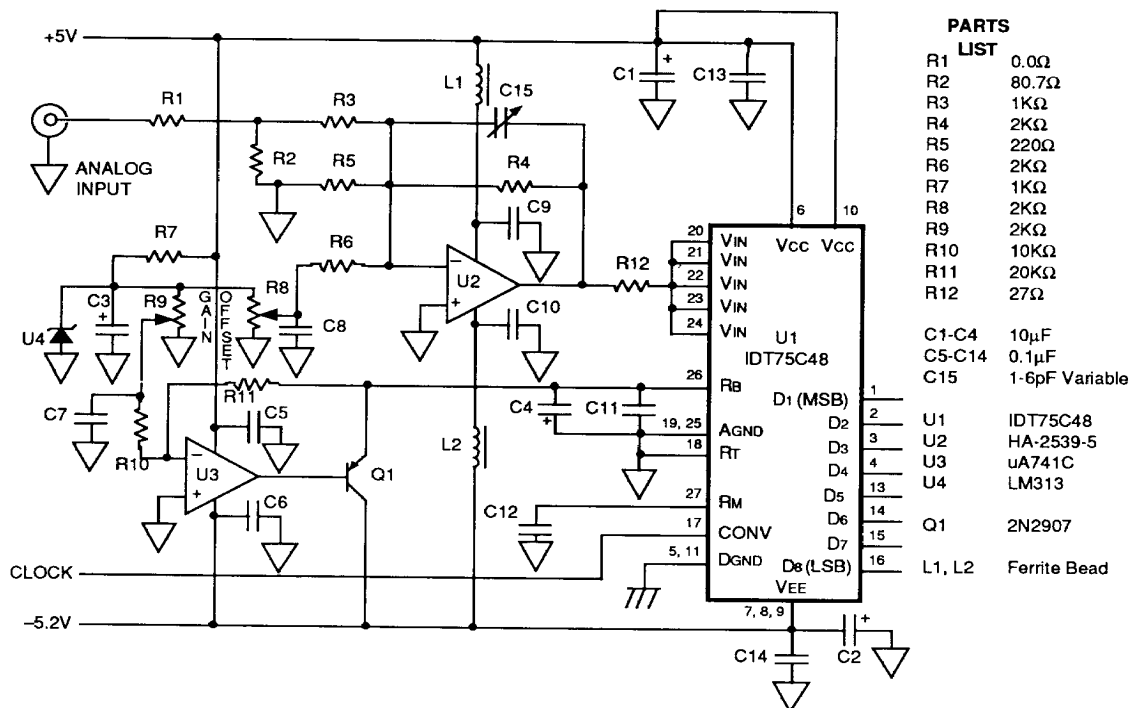 +5V
ANALOG
INPUT
R1
R2
R3
R5
R4
L1
C15
C1
+
C13
C9
R7
R6
C3
+
R9
GAIN
OFFSET
R8
C8
U4
−
U2
+
C10
R12
20 VIN
21 VIN
22 VIN
23 VIN
24 VIN
6 VCC
10 VCC
U1
IDT75C48
R11
C7
R10
C5
−
U3
+
C6
Q1
L2
C4
+
C11
C12
26 RB
19, 25 AGND
18 RT
27 RM
17 CONV
5, 11 DGND
D1 (MSB) 1
D2 2
D3 3
D4 4
D5 13
D6 14
D7 15
D8 (LSB) 16
VEE
7, 8, 9
CLOCK
–5.2V
C14
C2
+
PARTS
LIST
R1 0.0Ω
R2 80.7Ω
R3 1KΩ
R4 2KΩ
R5 220Ω
R6 2KΩ
R7 1KΩ
R8 2KΩ
R9 2KΩ
R10 10KΩ
R11 20KΩ
R12 27Ω
C1-C4 10µF
C5-C14 0.1µF
C15 1-6pF Variable
U1 IDT75C48
U2 HA-2539-5
U3 uA741C
U4 LM313
Q1 2N2907
L1, L2 Ferrite Bead